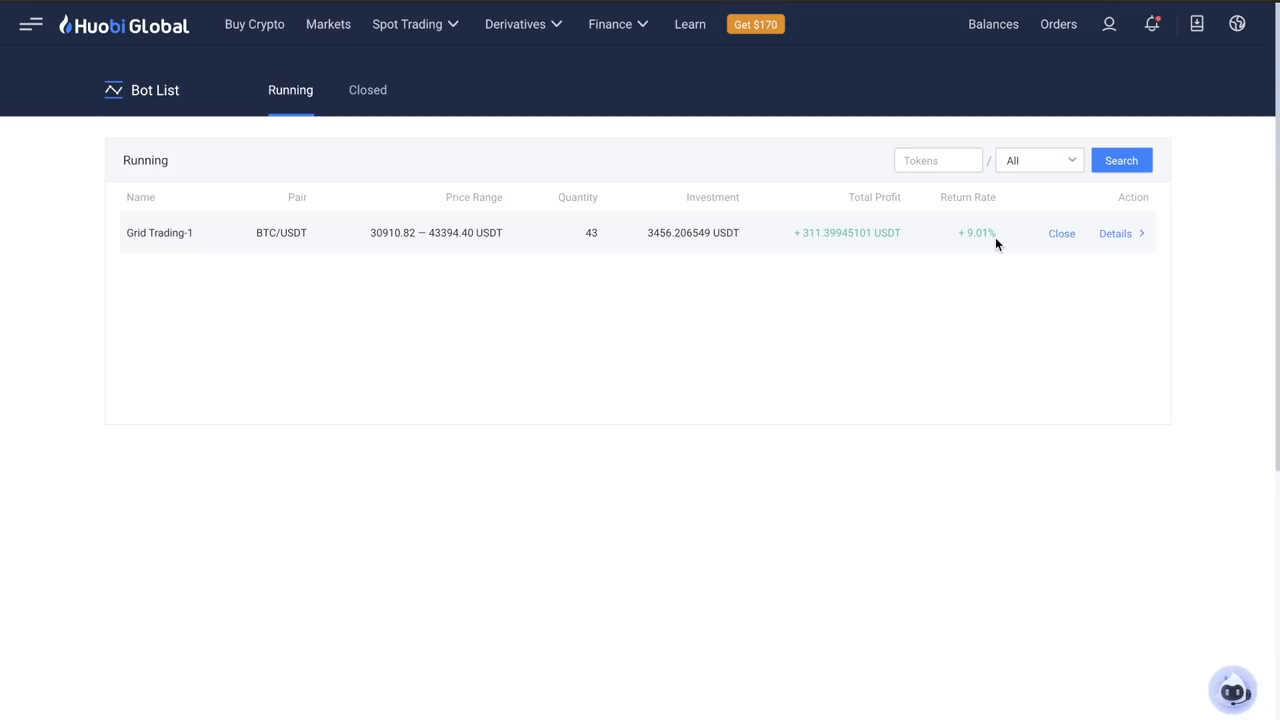 Huobi Global Buy Crypto Markets Spot Trading Derivatives Finance Learn Get $170 Balances Orders
Bot List Running Closed
Running Tokens / All Search
Name Pair Price Range Quantity Investment Total Profit Return Rate Action
Grid Trading-1 BTC/USDT 30910.82 — 43394.40 USDT 43 3456.206549 USDT + 311.39945101 USDT + 9.01% Close Details